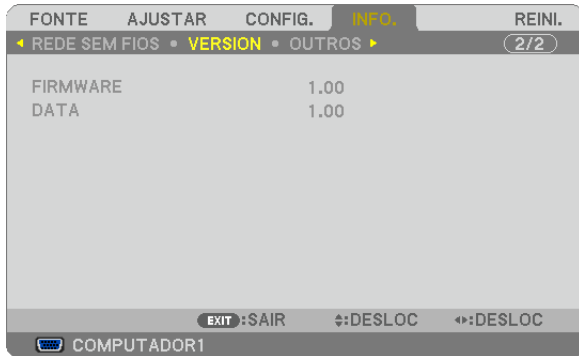 FONTE AJUSTAR CONFIG. INFO. REINI.
REDE SEM FIOS • VERSION • OUTROS 2/2
FIRMWARE 1.00
DATA 1.00
EXIT :SAIR :DESLOC :DESLOC
COMPUTADOR1